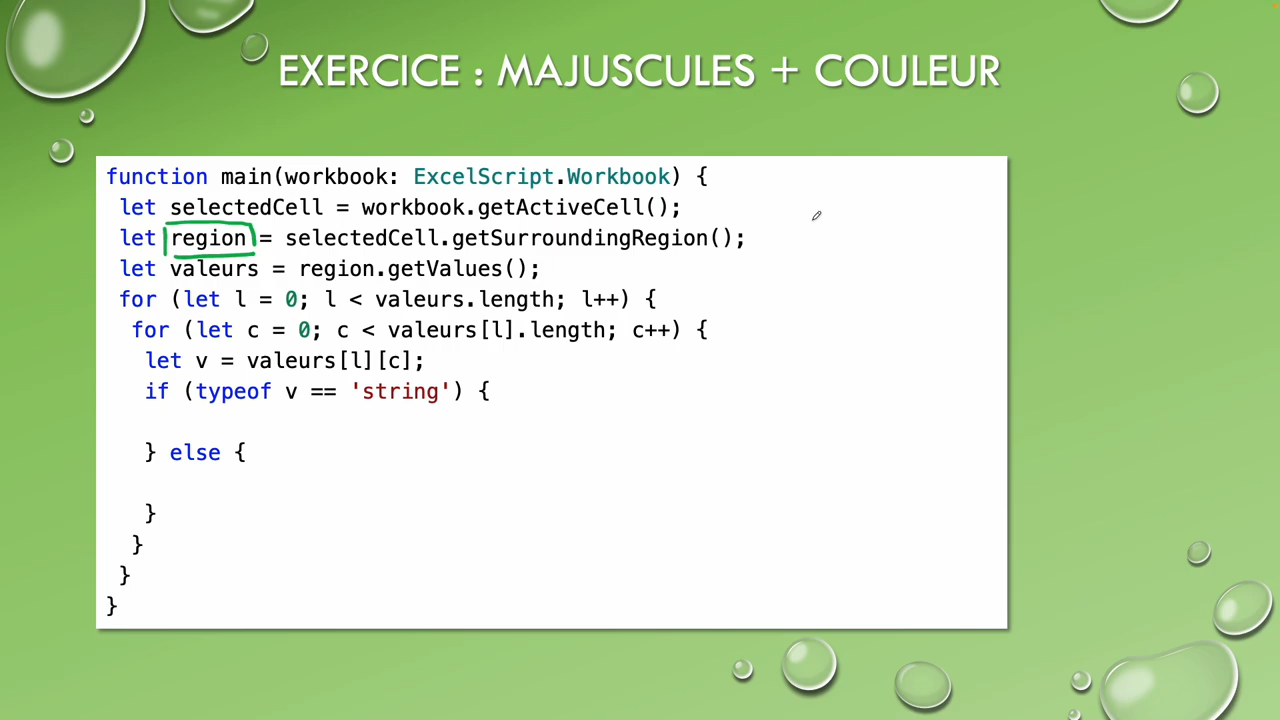 EXERCICE : MAJUSCULES + COULEUR
function main(workbook: ExcelScript.Workbook) {
let selectedCell = workbook.getActiveCell();
let region = selectedCell.getSurroundingRegion();
let valeurs = region.getValues();
for (let l = 0; l < valeurs.length; l++) {
for (let c = 0; c < valeurs[l].length; c++) {
let v = valeurs[l][c];
if (typeof v == 'string') {
} else {
}
}
}
}